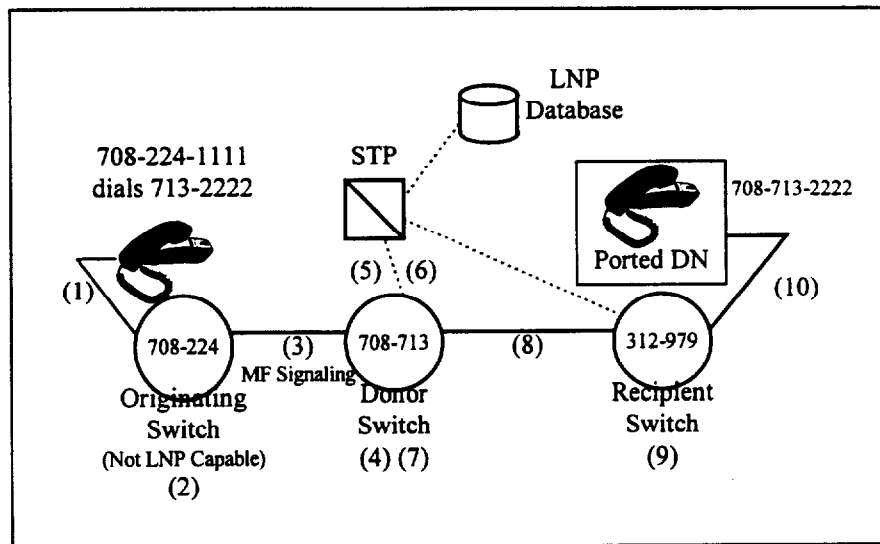 LNP
Database
708-224-1111
dials 713-2222
STP
708-713-2222
Ported DN
(1)
(5) (6)
(10)
708-224
(3)
MF Signaling
708-713
(8)
312-979
Originating
Switch
(Not LNP Capable)
(2)
Donor
Switch
(4) (7)
Recipient
Switch
(9)